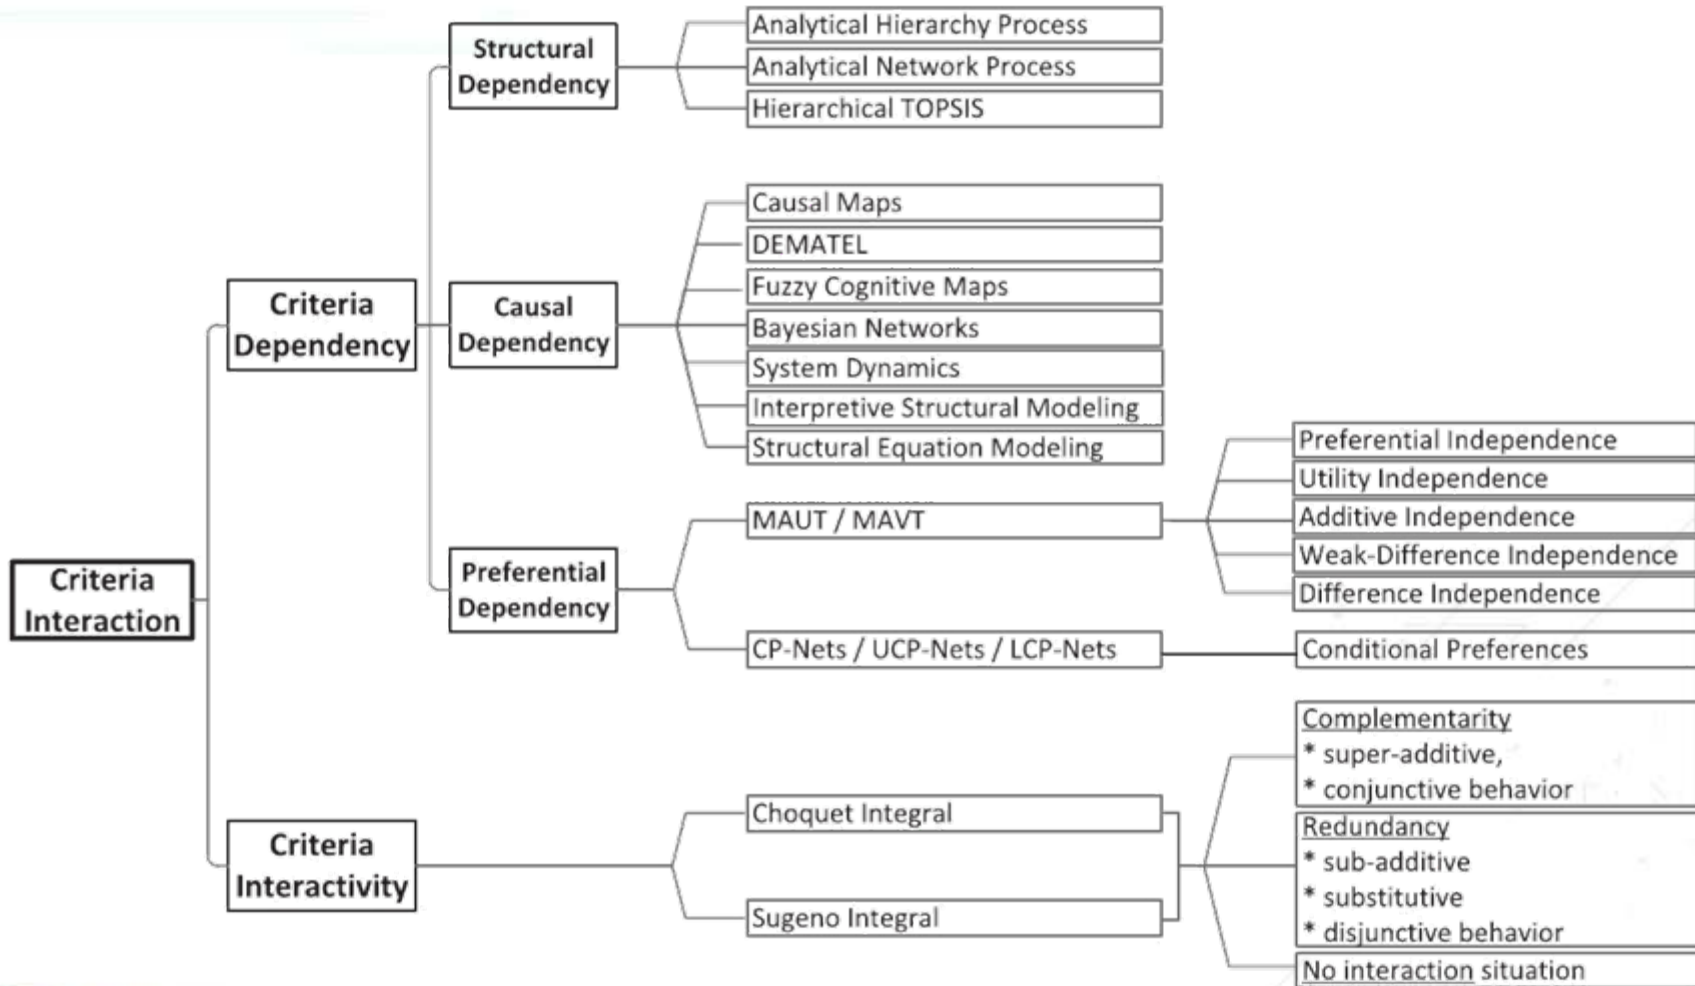 Criteria
Interaction
Criteria
Dependency
Structural
Dependency
Analytical Hierarchy Process
Analytical Network Process
Hierarchical TOPSIS
Causal
Dependency
Causal Maps
DEMATEL
Fuzzy Cognitive Maps
Bayesian Networks
System Dynamics
Interpretive Structural Modeling
Structural Equation Modeling
Preferential
Dependency
MAUT / MAVT
Preferential Independence
Utility Independence
Additive Independence
Weak-Difference Independence
Difference Independence
CP-Nets / UCP-Nets / LCP-Nets
Conditional Preferences
Criteria
Interactivity
Choquet Integral
Sugeno Integral
Complementarity
* super-additive,
* conjunctive behavior
Redundancy
* sub-additive
* substitutive
* disjunctive behavior
No interaction situation